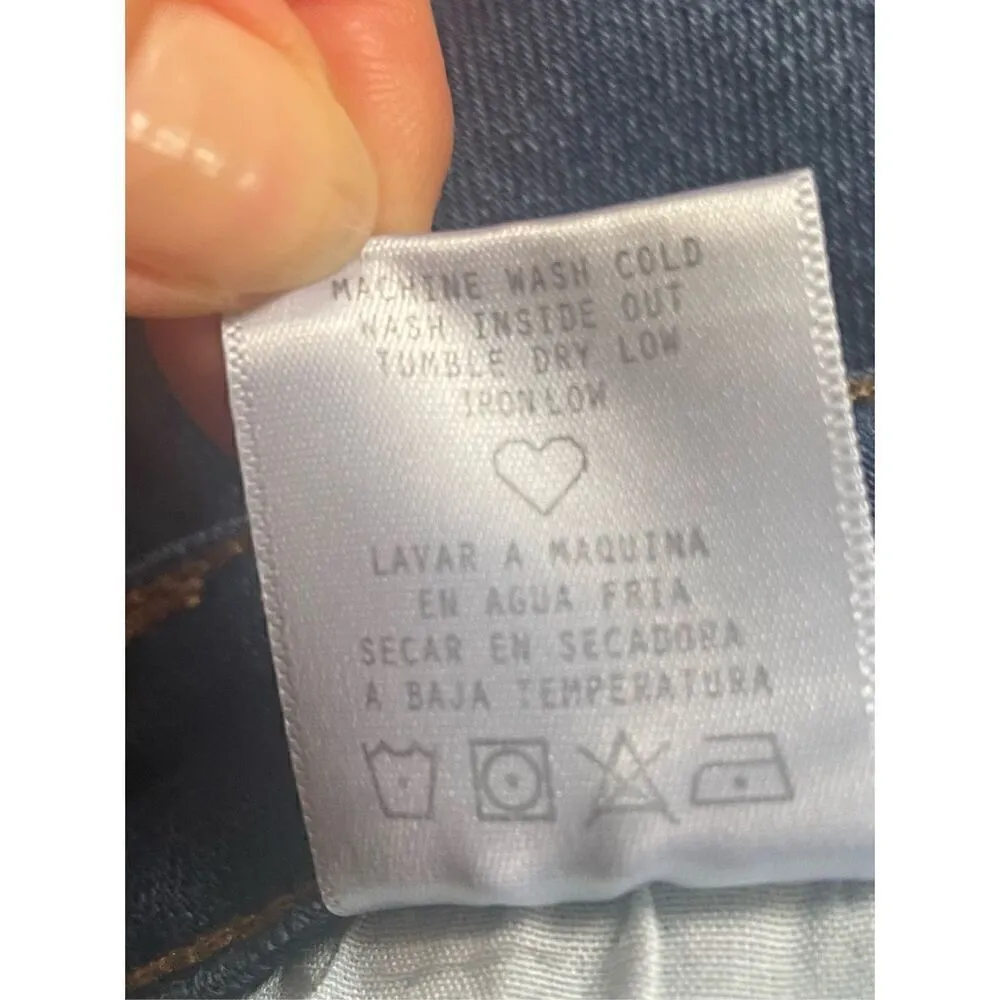 MACHINE WASH COLD
WASH INSIDE OUT
TUMBLE DRY LOW
IRON LOW
LAVAR A MAQUINA
EN AGUA FRIA
SECAR EN SECADORA
A BAJA TEMPERATURA